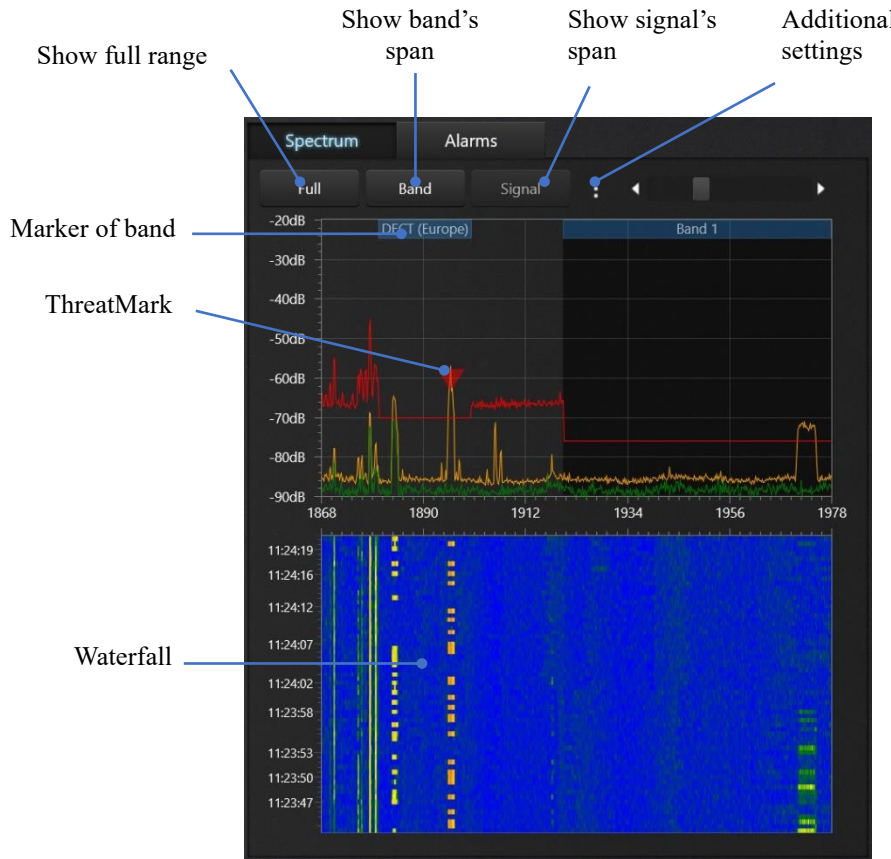 Show full range
Show band's
span
Show signal's
span
Additional
settings
Spectrum
Alarms
Full
Band
Signal
Marker of band
-20dB
DECT (Europe)
Band 1
-30dB
ThreatMark
-40dB
-50dB
-60dB
-70dB
-80dB
-90dB
1868
1890
1912
1934
1956
1978
11:24:19
11:24:16
11:24:12
11:24:07
Waterfall
11:24:02
11:23:58
11:23:53
11:23:50
11:23:47